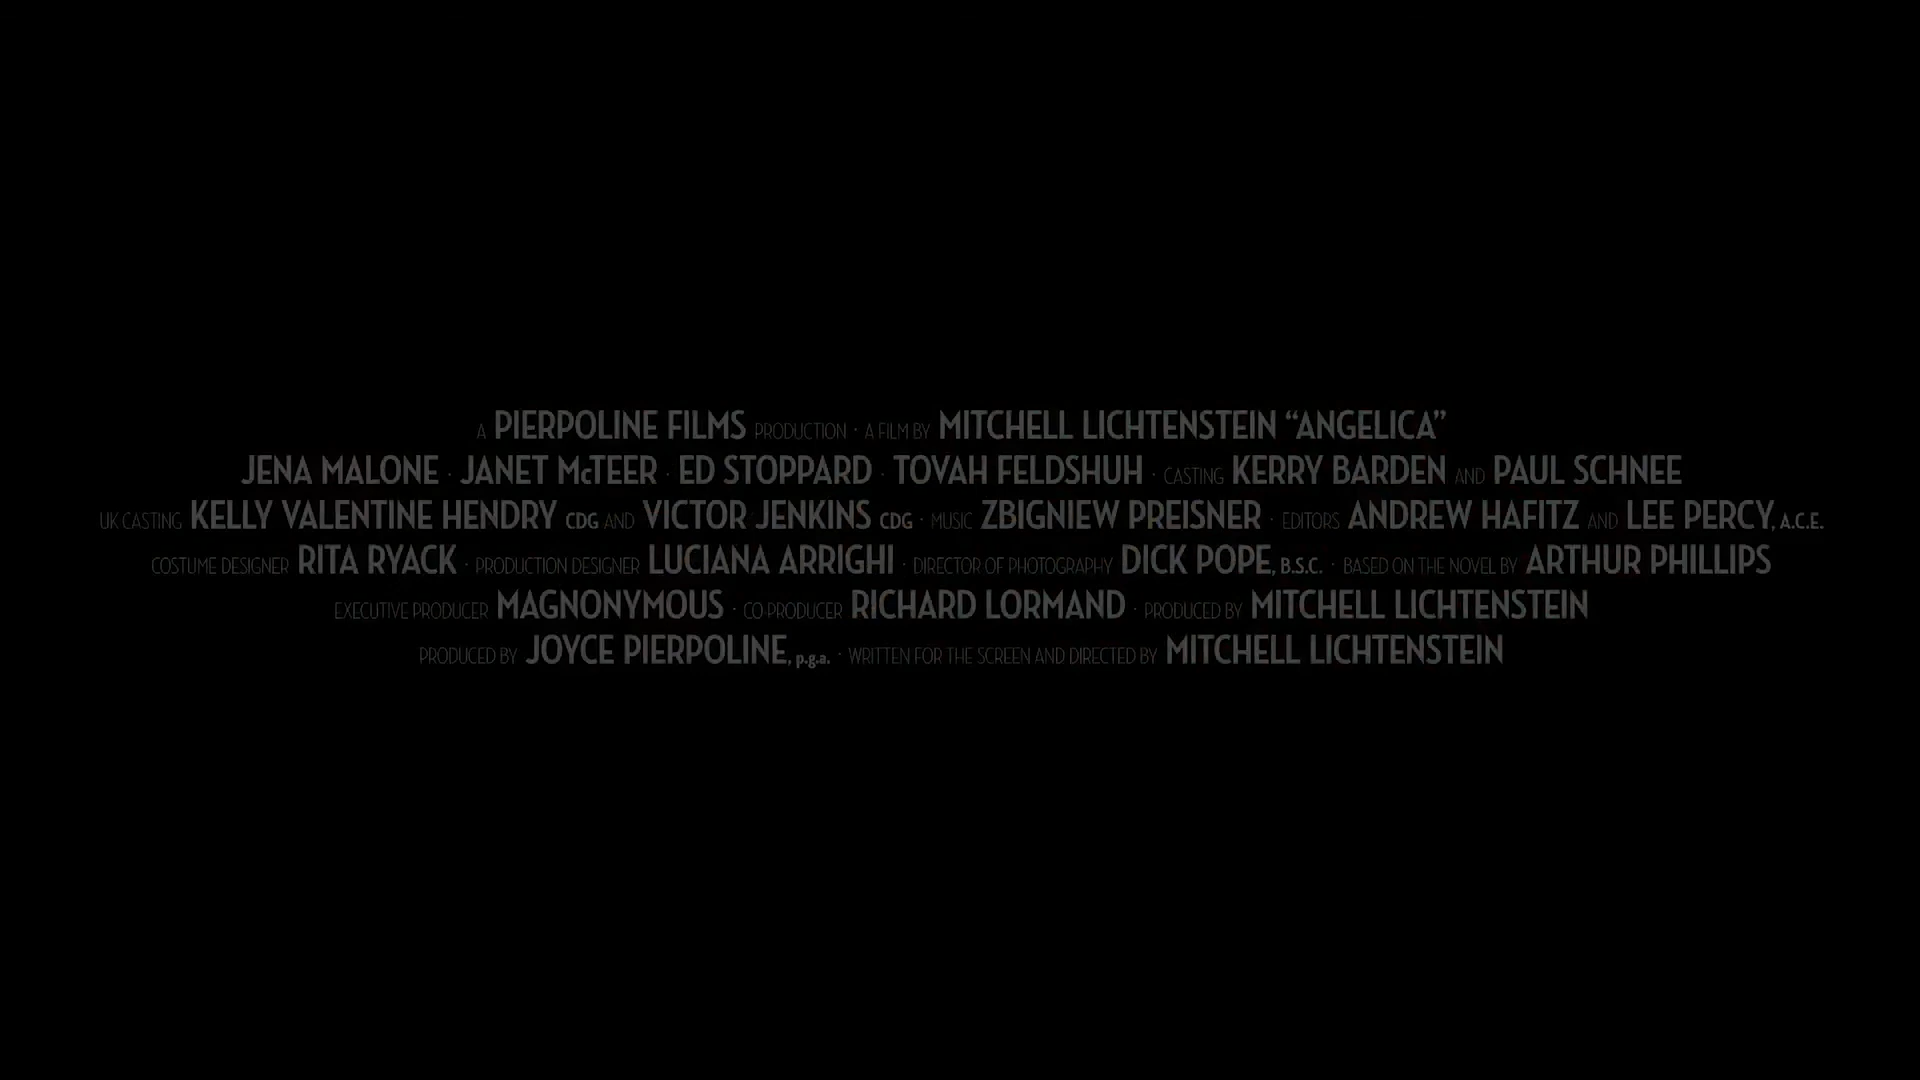 A PIERPOLINE FILMS PRODUCTION · A FILM BY MITCHELL LICHTENSTEIN “ANGELICA”
JENA MALONE · JANET McTEER · ED STOPPARD · TOVAH FELDSHUH · CASTING KERRY BARDEN AND PAUL SCHNEE
UK CASTING KELLY VALENTINE HENDRY CDG AND VICTOR JENKINS CDG · MUSIC ZBIGNIEW PREISNER · EDITORS ANDREW HAFITZ AND LEE PERCY, A.C.E.
COSTUME DESIGNER RITA RYACK · PRODUCTION DESIGNER LUCIANA ARRIGHI · DIRECTOR OF PHOTOGRAPHY DICK POPE, B.S.C. · BASED ON THE NOVEL BY ARTHUR PHILLIPS
EXECUTIVE PRODUCER MAGNONYMOUS · CO PRODUCER RICHARD LORMAND · PRODUCED BY MITCHELL LICHTENSTEIN
PRODUCED BY JOYCE PIERPOLINE, p.g.a. · WRITTEN FOR THE SCREEN AND DIRECTED BY MITCHELL LICHTENSTEIN